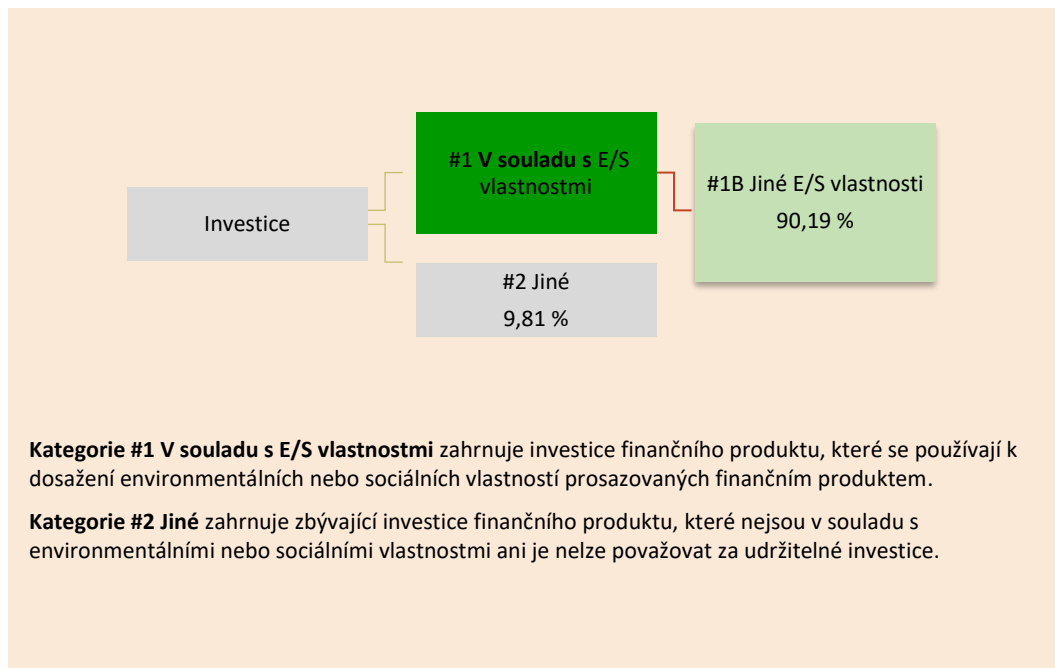 #1 V souladu s E/S
vlastnostmi
#1B Jiné E/S vlastnosti
90,19 %
Investice
#2 Jiné
9,81 %
Kategorie #1 V souladu s E/S vlastnostmi zahrnuje investice finančního produktu, které se používají k
dosažení environmentálních nebo sociálních vlastností prosazovaných finančním produktem.
Kategorie #2 Jiné zahrnuje zbývající investice finančního produktu, které nejsou v souladu s
environmentálními nebo sociálními vlastnostmi ani je nelze považovat za udržitelné investice.